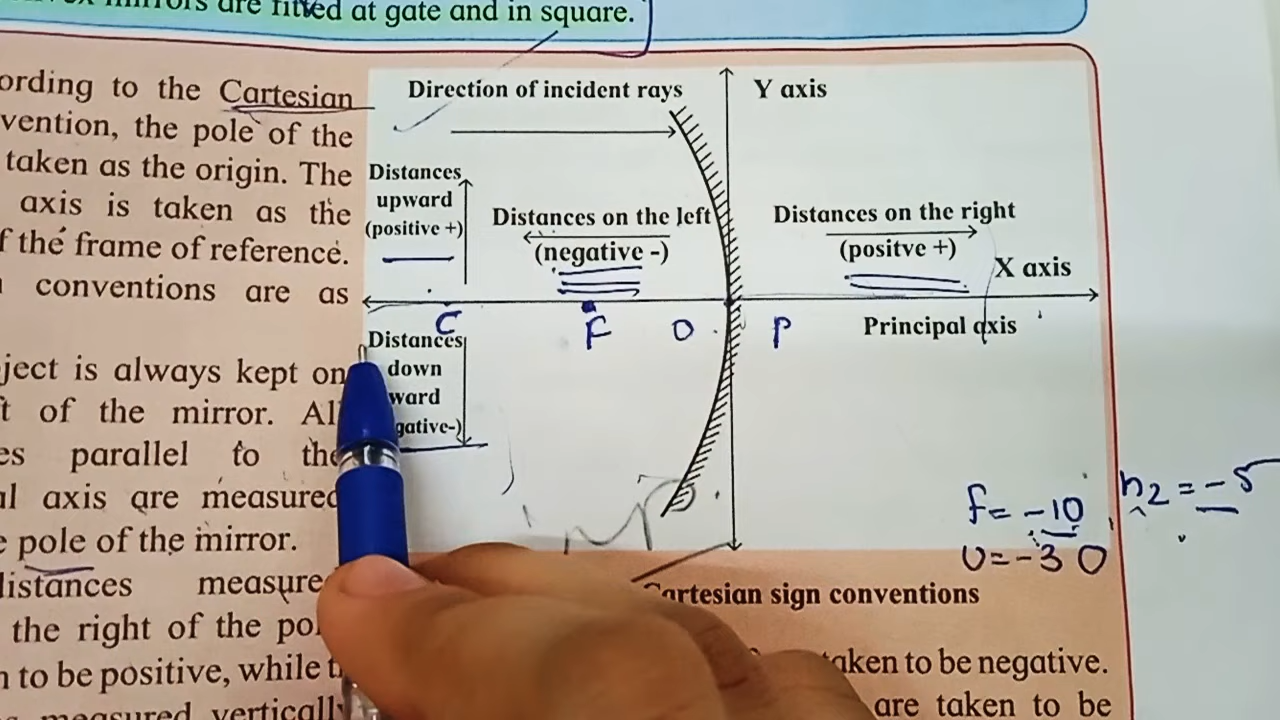 mirrors are fitted at gate and in square.
ording to the Cartesian
vention, the pole of the
taken as the origin. The
axis is taken as the
f the frame of reference.
conventions are as
ject is always kept on
t of the mirror. Al
es parallel to the
al axis are measured
e pole of the mirror.
distances measure
the right of the po
n to be positive, while t
measured vertically
Direction of incident rays
Y axis
Distances
upward
(positive +)
Distances on the left
(negative -)
Distances on the right
(positve +)
X axis
C
F
O
P
Principal axis
Distances
down
ward
gative-)
f = -10
h2 = -5
U = -30
Cartesian sign conventions
taken to be negative.
are taken to be